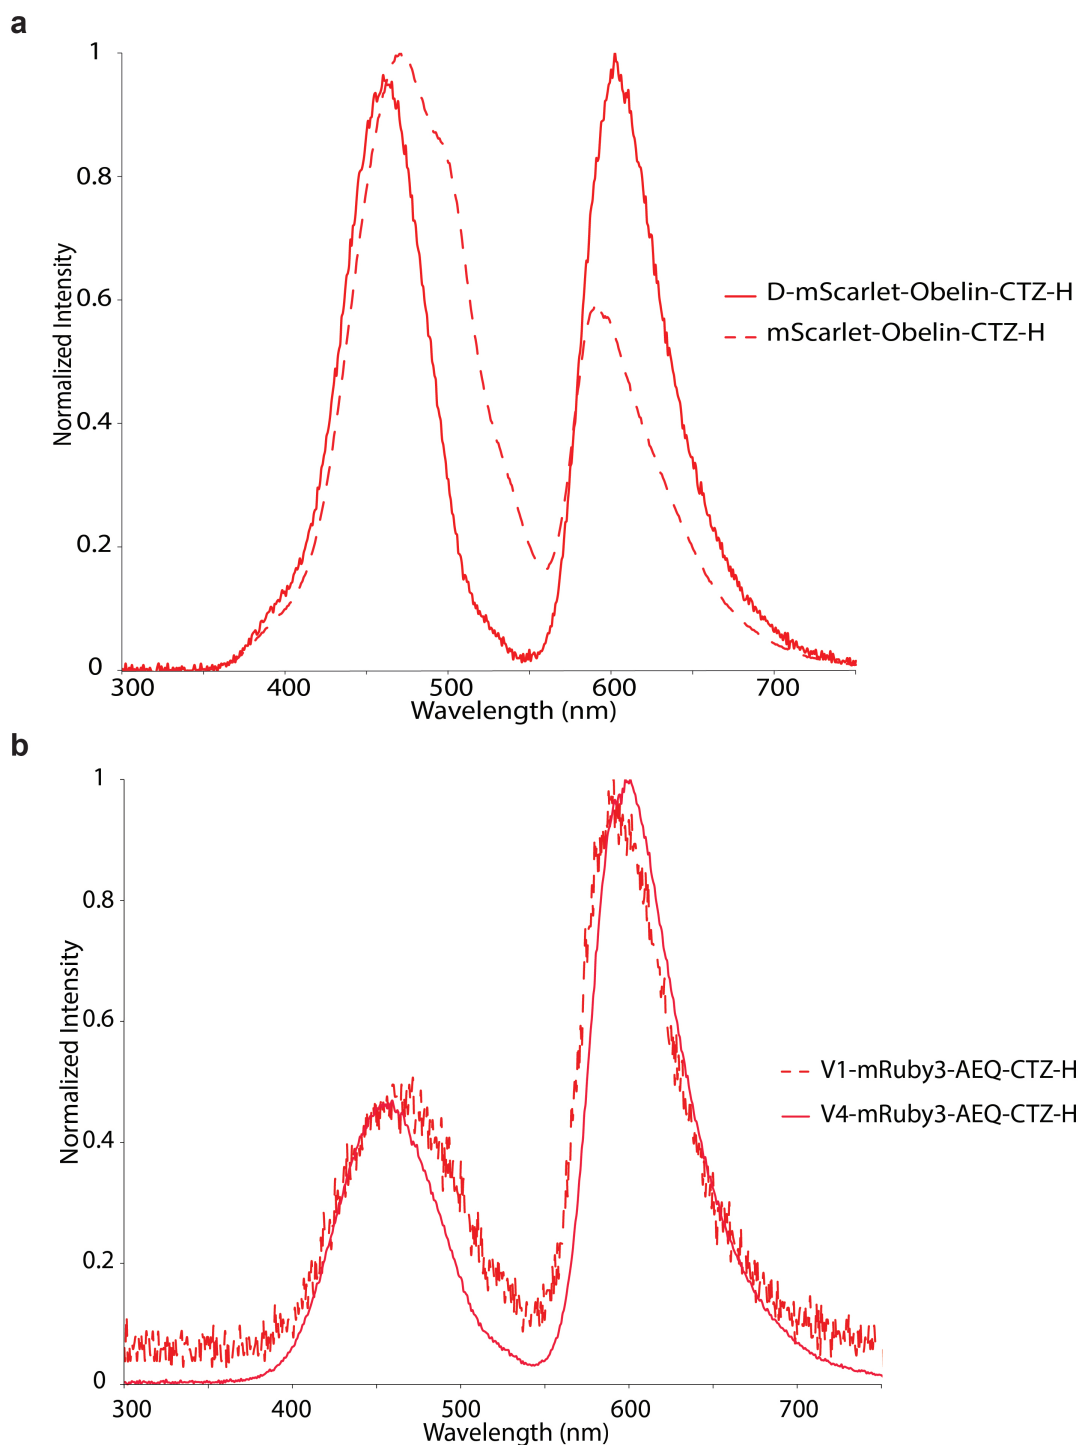 a
1
0.8
0.6
0.4
0.2
0
Normalized Intensity
D-mScarlet-Obelin-CTZ-H
mScarlet-Obelin-CTZ-H
300 400 500 600 700
Wavelength (nm)
b
1
0.8
0.6
0.4
0.2
0
Normalized Intensity
V1-mRuby3-AEQ-CTZ-H
V4-mRuby3-AEQ-CTZ-H
300 400 500 600 700
Wavelength (nm)